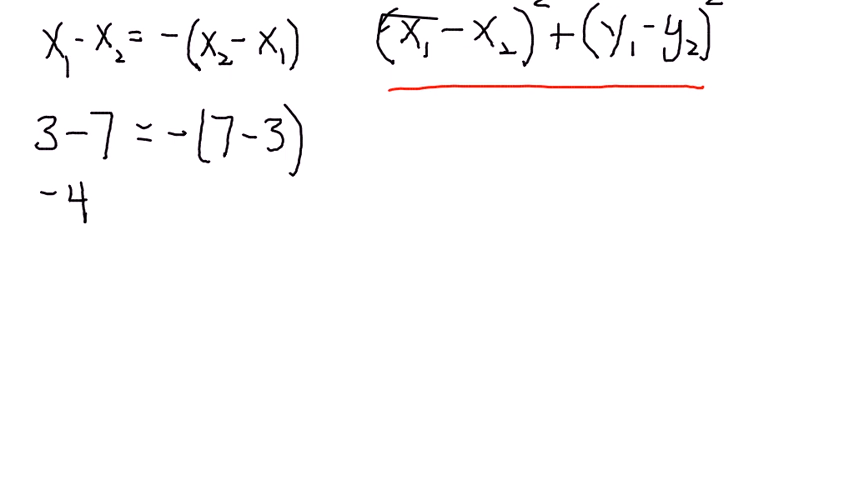 x₁ - x₂ = -(x₂ - x₁)
(x₁ - x₂)² + (y₁ - y₂)²
3 - 7 = -(7 - 3)
-4